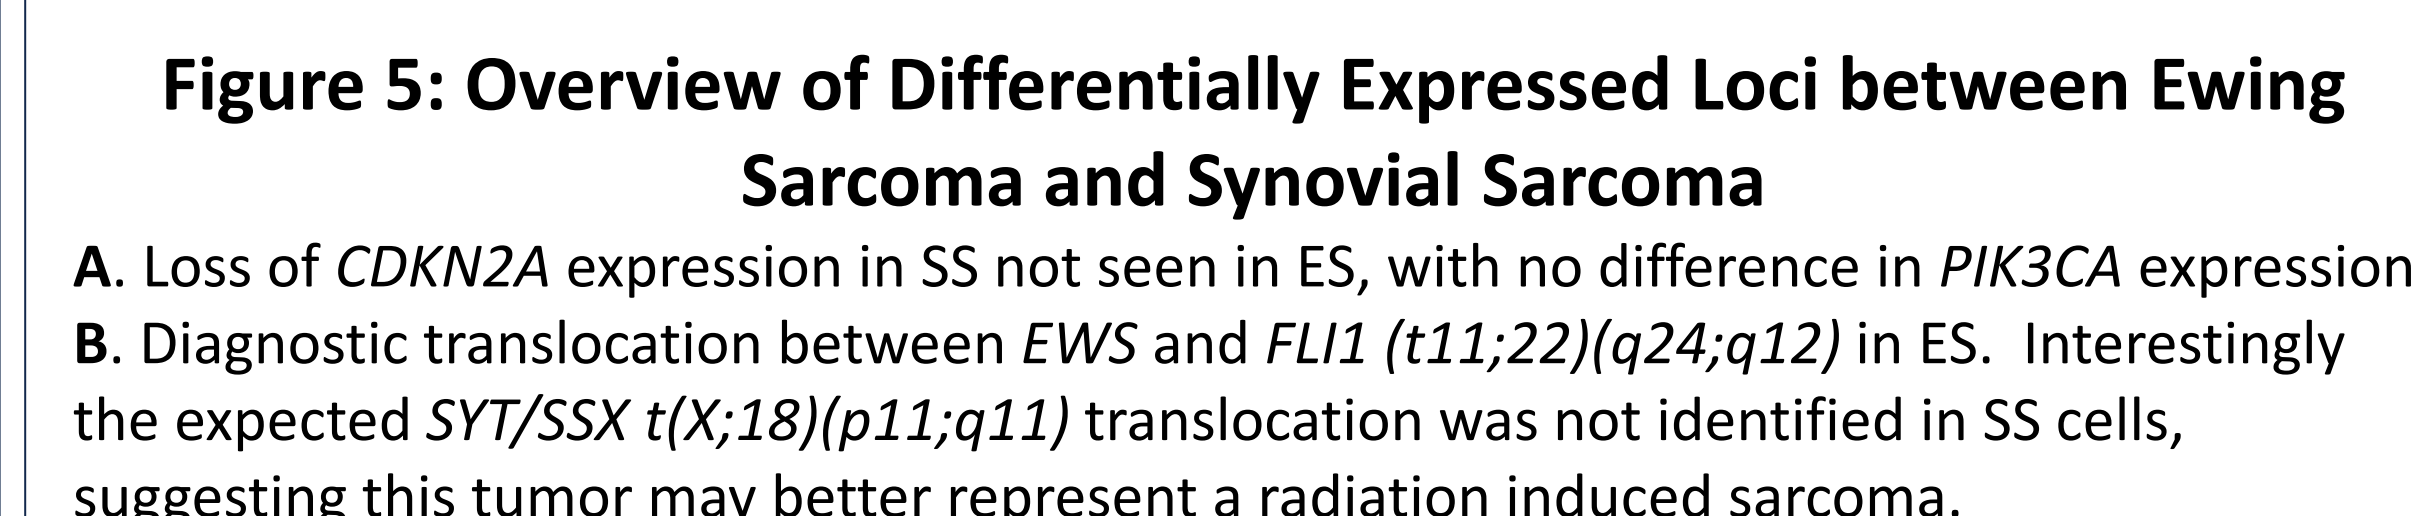 Figure 5: Overview of Differentially Expressed Loci between Ewing
Sarcoma and Synovial Sarcoma
A. Loss of CDKN2A expression in SS not seen in ES, with no difference in PIK3CA expression
B. Diagnostic translocation between EWS and FLI1 (t11;22)(q24;q12) in ES.  Interestingly
the expected SYT/SSX t(X;18)(p11;q11) translocation was not identified in SS cells,
suggesting this tumor may better represent a radiation induced sarcoma.